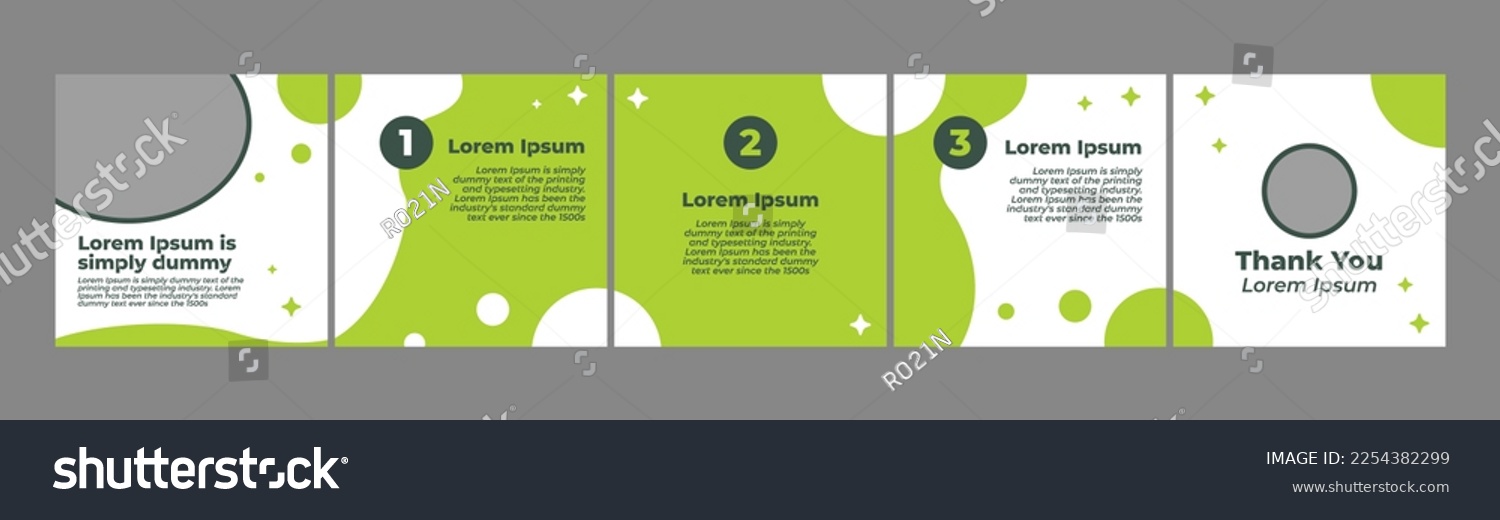 Lorem Ipsum is
simply dummy
Lorem Ipsum is simply dummy text of the
printing and typesetting industry.
Lorem Ipsum has been the industry's
standard dummy text ever since the
dummy text ever since the 1500s
1
Lorem Ipsum
Lorem Ipsum is simply
dummy text of the printing
and typesetting industry.
Lorem Ipsum has been the
industry's standard dummy
text ever since the 1500s
2
Lorem Ipsum
Lorem Ipsum is simply
dummy text of the printing
and typesetting industry.
Lorem Ipsum has been the
industry's standard dummy
text ever since the 1500s
3
Lorem Ipsum
Lorem Ipsum is simply
dummy text of the printing
and typesetting industry.
Lorem Ipsum has been the
industry's standard dummy
text ever since the 1500s
Thank You
Lorem Ipsum
shutterstock
shutterstock
shutterstock
RO21N
RO21N
shutterstock®
IMAGE ID: 2254382299
www.shutterstock.com